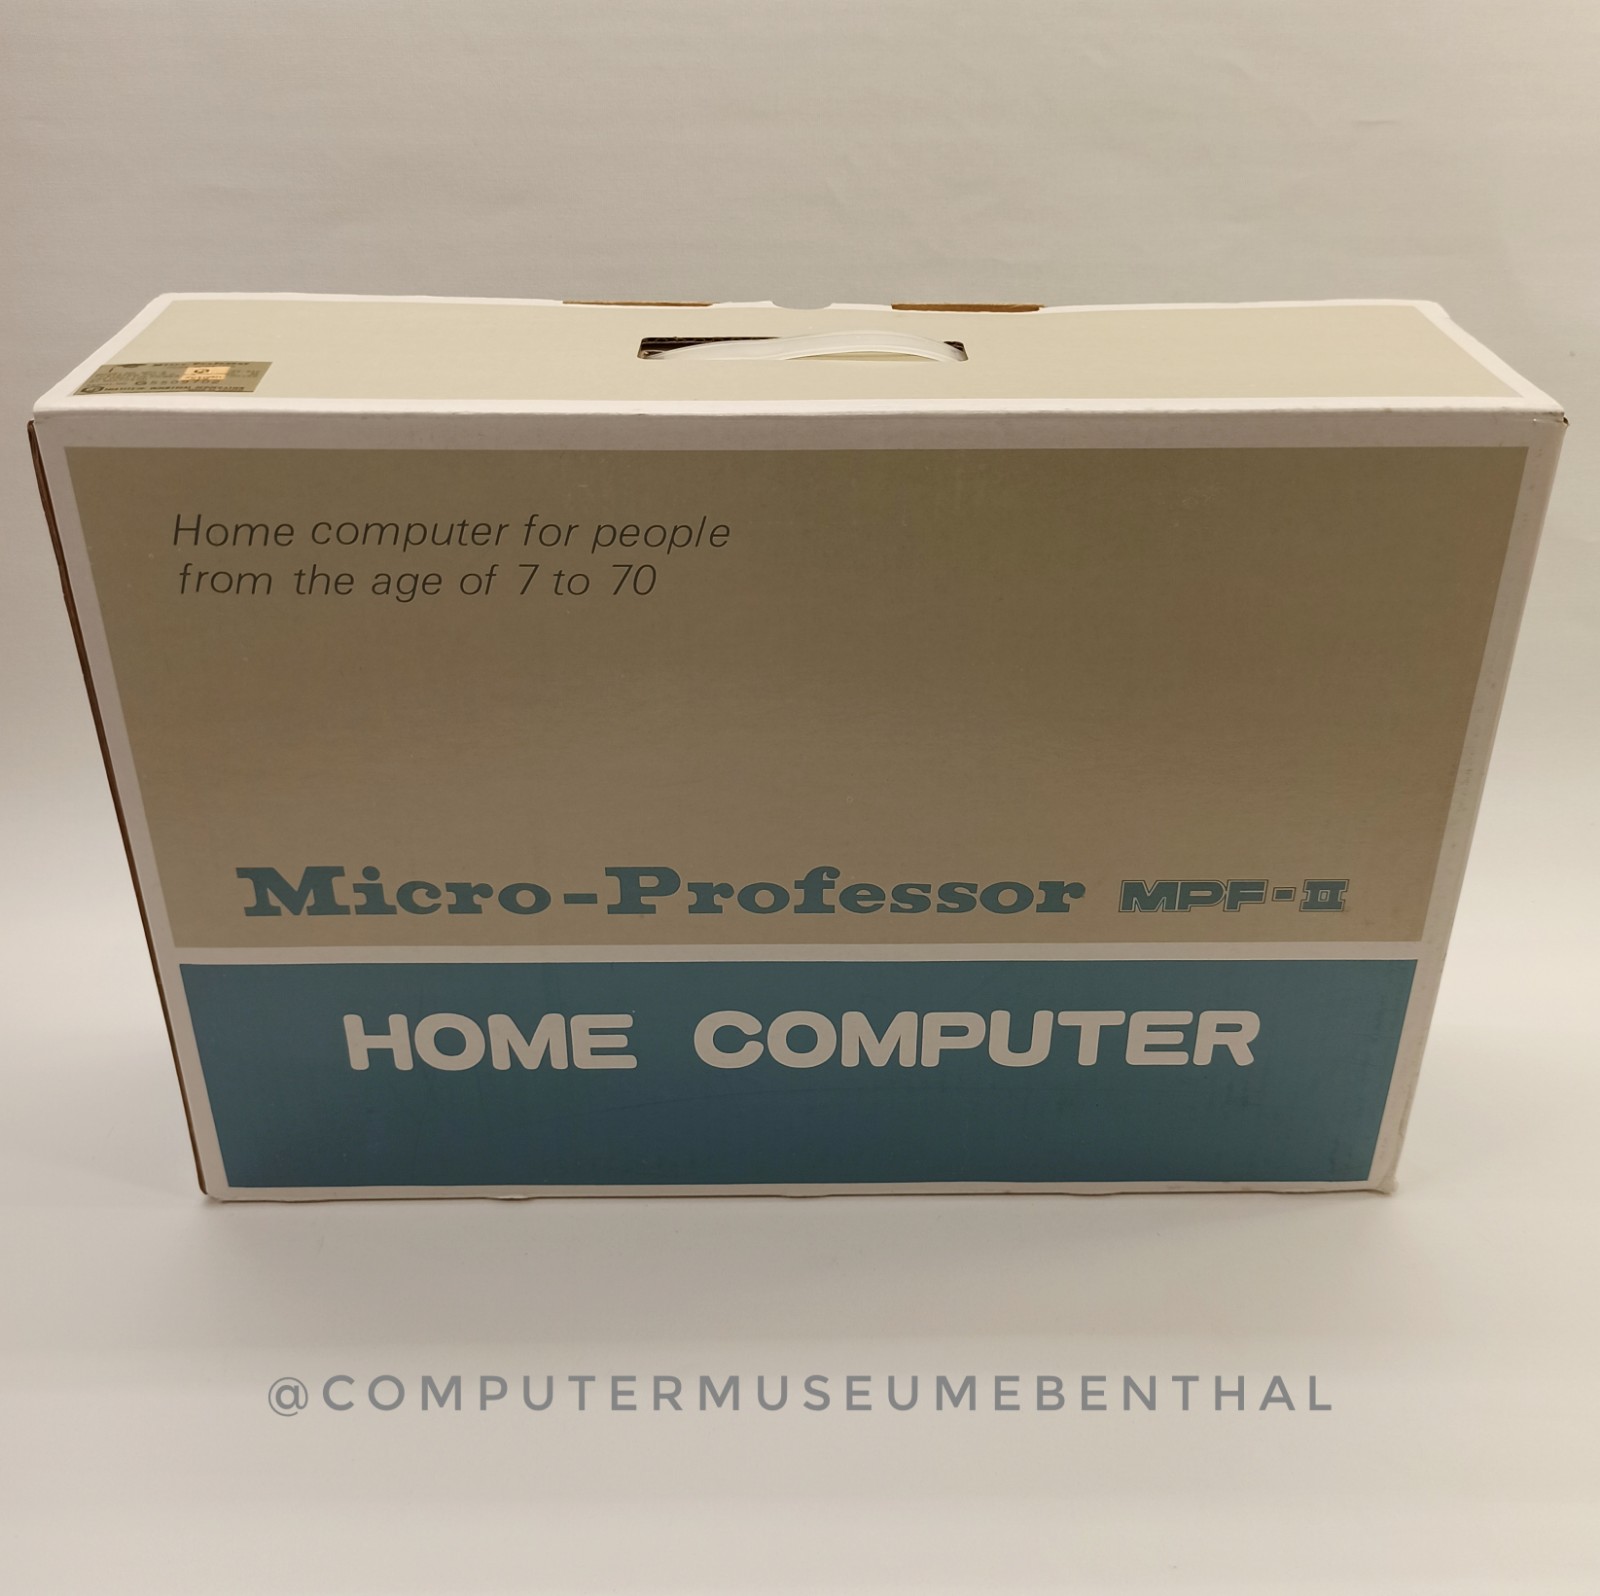 Home computer for people
from the age of 7 to 70
Micro-Professor MPF-II
HOME COMPUTER
@COMPUTERMUSEUMEBENTHAL